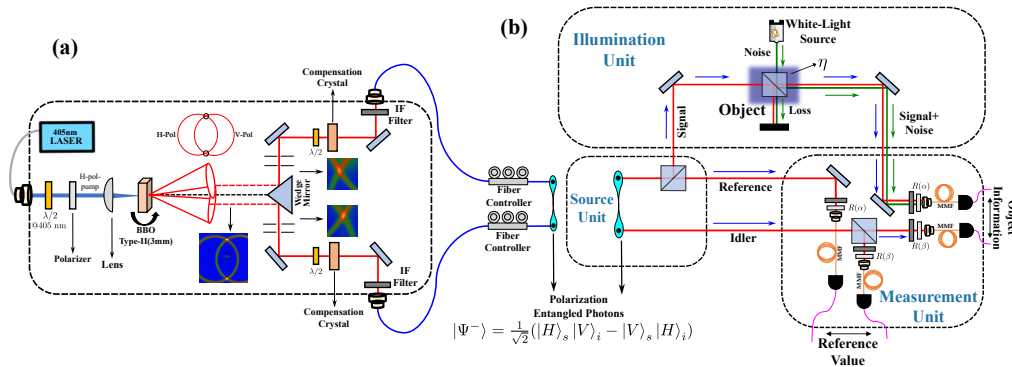 (a)
405nm
LASER
λ/2
@405 nm
H-pol-
pump
Polarizer
Lens
BBO
Type-II(3mm)
H-Pol
V-Pol
Wedge
Mirror
λ/2
Compensation
Crystal
IF
Filter
λ/2
Compensation
Crystal
IF
Filter
Fiber
Controller
Fiber
Controller
Polarization
Entangled Photons
|Ψ⁻⟩ = 1/√2 (|H⟩ₛ |V⟩ᵢ − |V⟩ₛ |H⟩ᵢ)
(b)
Illumination
Unit
White-Light
Source
Noise
η
Object
Loss
Signal
Signal+
Noise
Source
Unit
Reference
Idler
R(α)
MMF
R(β)
MMF
R(α)
MMF
R(β)
MMF
Object
Information
Measurement
Unit
Reference
Value